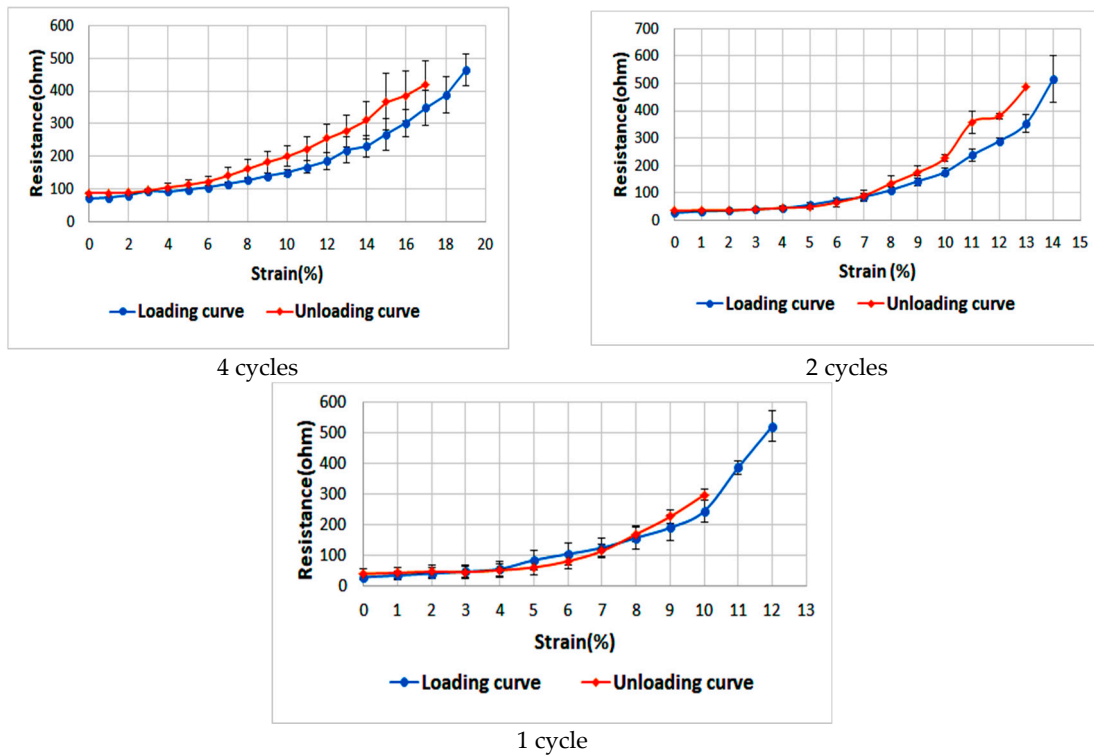 600
500
400
300
200
100
0
Resistance(ohm)
0 2 4 6 8 10 12 14 16 18 20
Strain(%)
Loading curve Unloading curve
4 cycles
700
600
500
400
300
200
100
0
Resistance(ohm)
0 1 2 3 4 5 6 7 8 9 10 11 12 13 14 15
Strain (%)
Loading curve Unloading curve
2 cycles
600
500
400
300
200
100
0
Resistance(ohm)
0 1 2 3 4 5 6 7 8 9 10 11 12 13
Strain(%)
Loading curve Unloading curve
1 cycle